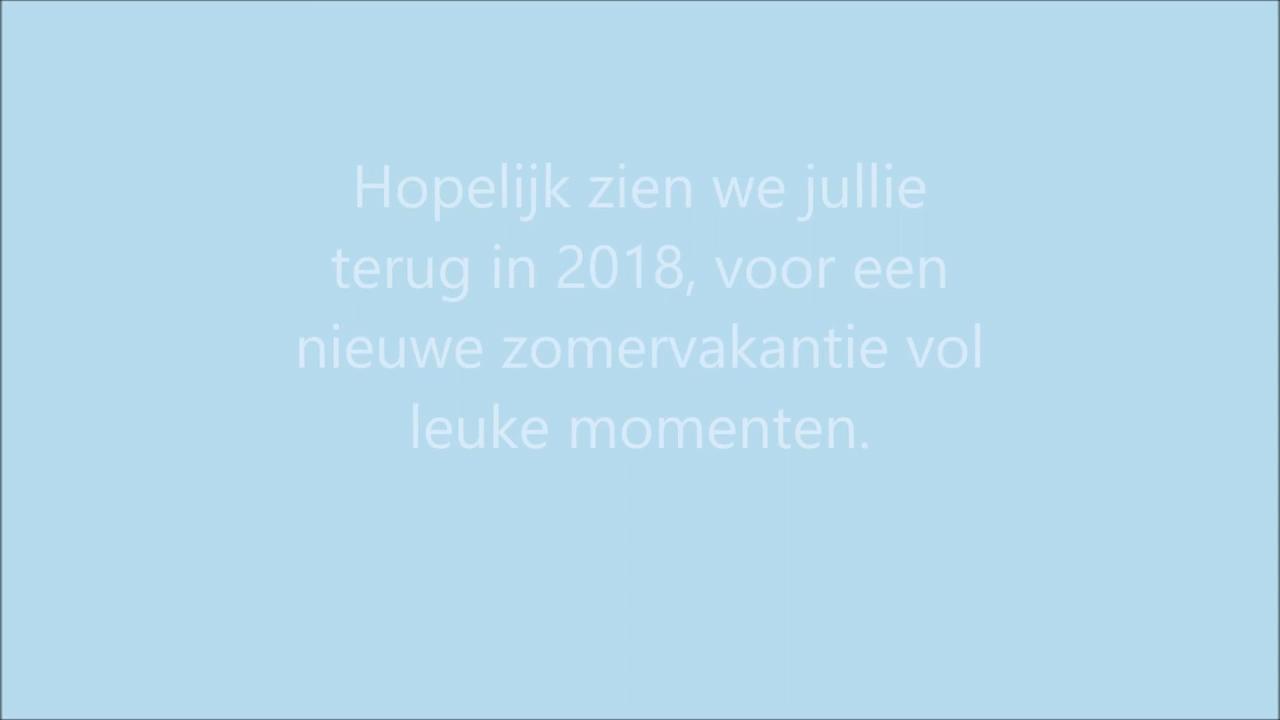 Hopelijk zien we jullie
terug in 2018, voor een
nieuwe zomervakantie vol
leuke momenten.